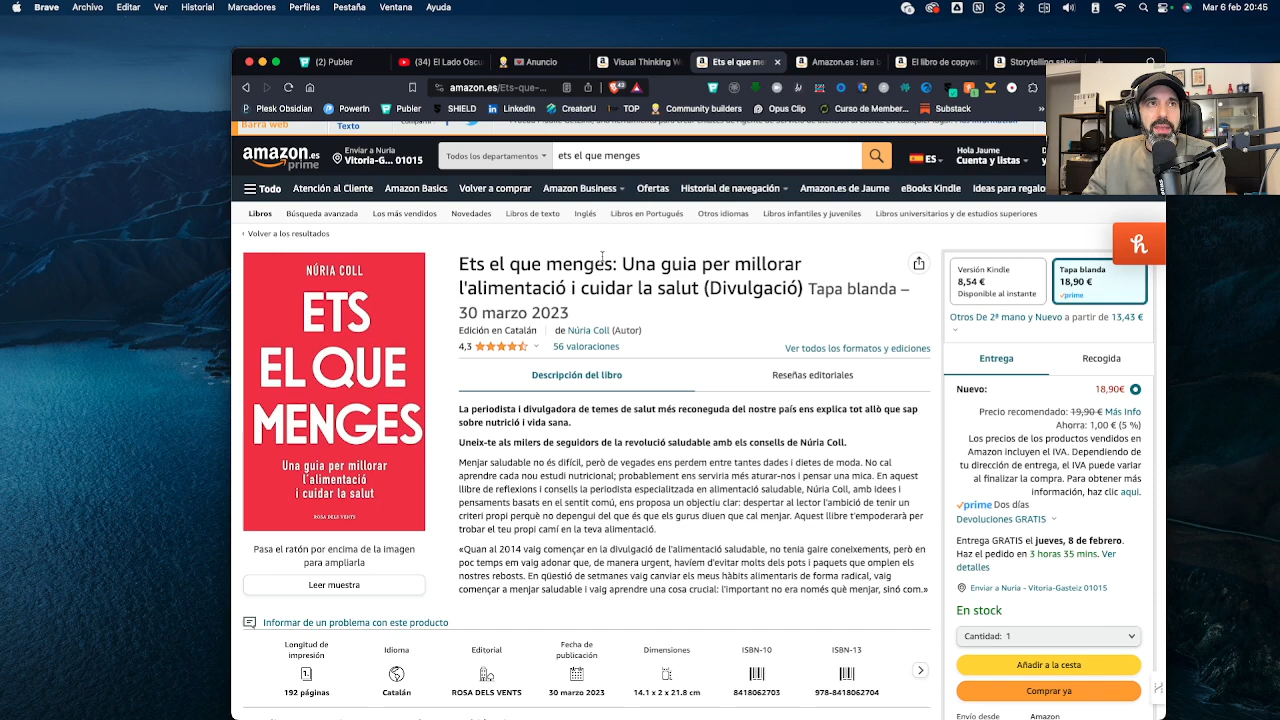 Brave Archivo Editar Ver Historial Marcadores Perfiles Pestaña Ventana Ayuda
Mar 6 feb 20:45
(2) Publer
(34) El Lado Oscu
Anuncio
Visual Thinking W
Ets el que me
Amazon.es : isra b
El libro de copyw
Storytelling salvaj
amazon.es/Ets-que-...
Plesk Obsidian PowerIn Publer SHIELD LinkedIn CreatorU TOP Community builders Opus Clip Curso de Member... Substack »
Barra web
Texto
amazon.es
prime
Enviar a Nuria
Vitoria-G... 01015
Todos los departamentos
ets el que menges
ES
Hola Jaume
Cuenta y listas
Todo Atención al Cliente Amazon Basics Volver a comprar Amazon Business Ofertas Historial de navegación Amazon.es de Jaume eBooks Kindle Ideas para regalo
Libros Búsqueda avanzada Los más vendidos Novedades Libros de texto Inglés Libros en Portugués Otros idiomas Libros infantiles y juveniles Libros universitarios y de estudios superiores
‹ Volver a los resultados
NÚRIA COLL
ETS
EL QUE
MENGES
Una guia per millorar
l'alimentació
i cuidar la salut
ROSA DELS VENTS
Pasa el ratón por encima de la imagen
para ampliarla
Leer muestra
Ets el que menges: Una guia per millorar
l'alimentació i cuidar la salut (Divulgació) Tapa blanda –
30 marzo 2023
Edición en Catalán de Núria Coll (Autor)
4,3 56 valoraciones
Ver todos los formatos y ediciones
Descripción del libro
Reseñas editoriales
La periodista i divulgadora de temes de salut més reconeguda del nostre país ens explica tot allò que sap
sobre nutrició i vida sana.
Uneix-te als milers de seguidors de la revolució saludable amb els consells de Núria Coll.
Menjar saludable no és difícil, però de vegades ens perdem entre tantes dades i dietes de moda. No cal
aprendre cada nou estudi nutricional; probablement ens serviria més aturar-nos i pensar una mica. En aquest
llibre de reflexions i consells la periodista especialitzada en alimentació saludable, Núria Coll, amb idees i
pensaments basats en el sentit comú, ens proposa un objectiu clar: despertar al lector l'ambició de tenir un
criteri propi perquè no depengui del que és que els gurus diuen que cal menjar. Aquest llibre t'empoderarà per
trobar el teu propi camí en la teva alimentació.
«Quan al 2014 vaig començar en la divulgació de l'alimentació saludable, no tenia gaire coneixements, però en
poc temps em vaig adonar que, de manera urgent, havíem d'evitar molts dels pots i paquets que omplen els
nostres rebosts. En qüestió de setmanes vaig canviar els meus hàbits alimentaris de forma radical, vaig
començar a menjar saludable i vaig aprendre una cosa crucial: l'important no era només què menjar, sinó com.»
Informar de un problema con este producto
Longitud de
impresión
192 páginas
Idioma
Catalán
Editorial
ROSA DELS VENTS
Fecha de
publicación
30 marzo 2023
Dimensiones
14.1 x 2 x 21.8 cm
ISBN-10
8418062703
ISBN-13
978-8418062704
Versión Kindle
8,54 €
Disponible al instante
Tapa blanda
18,90 €
prime
Otros De 2ª mano y Nuevo a partir de 13,43 €
Entrega
Recogida
Nuevo: 18,90€
Precio recomendado: 19,90 € Más Info
Ahorra: 1,00 € (5 %)
Los precios de los productos vendidos en
Amazon incluyen el IVA. Dependiendo de
tu dirección de entrega, el IVA puede variar
al finalizar la compra. Para obtener más
información, haz clic aquí.
prime Dos días
Devoluciones GRATIS
Entrega GRATIS el jueves, 8 de febrero.
Haz el pedido en 3 horas 35 mins. Ver
detalles
Enviar a Nuria - Vitoria-Gasteiz 01015
En stock
Cantidad: 1
Añadir a la cesta
Comprar ya
Envío desde Amazon